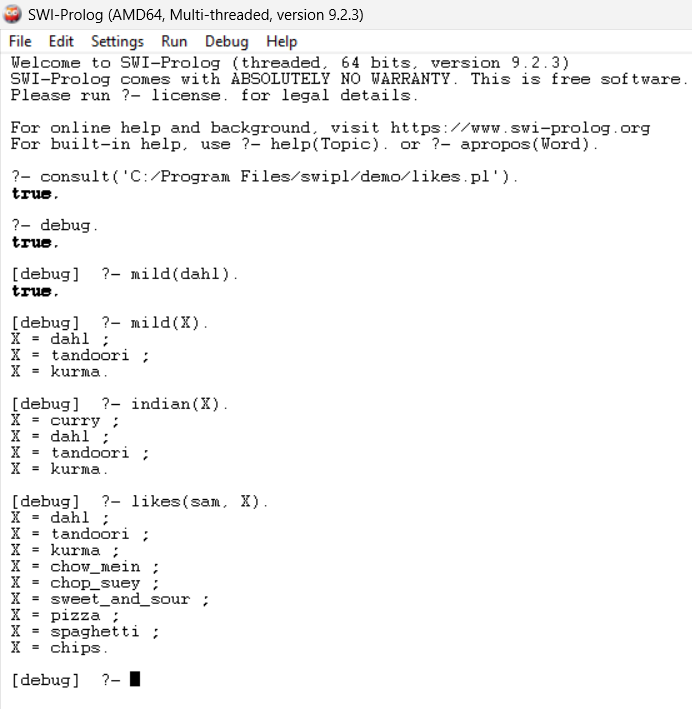 SWI-Prolog (AMD64, Multi-threaded, version 9.2.3)
File Edit Settings Run Debug Help
Welcome to SWI-Prolog (threaded, 64 bits, version 9.2.3)
SWI-Prolog comes with ABSOLUTELY NO WARRANTY. This is free software.
Please run ?- license. for legal details.

For online help and background, visit https://www.swi-prolog.org
For built-in help, use ?- help(Topic). or ?- apropos(Word).

?- consult('C:/Program Files/swipl/demo/likes.pl').
true.

?- debug.
true.

[debug]  ?- mild(dahl).
true.

[debug]  ?- mild(X).
X = dahl ;
X = tandoori ;
X = kurma.

[debug]  ?- indian(X).
X = curry ;
X = dahl ;
X = tandoori ;
X = kurma.

[debug]  ?- likes(sam, X).
X = dahl ;
X = tandoori ;
X = kurma ;
X = chow_mein ;
X = chop_suey ;
X = sweet_and_sour ;
X = pizza ;
X = spaghetti ;
X = chips.

[debug]  ?-